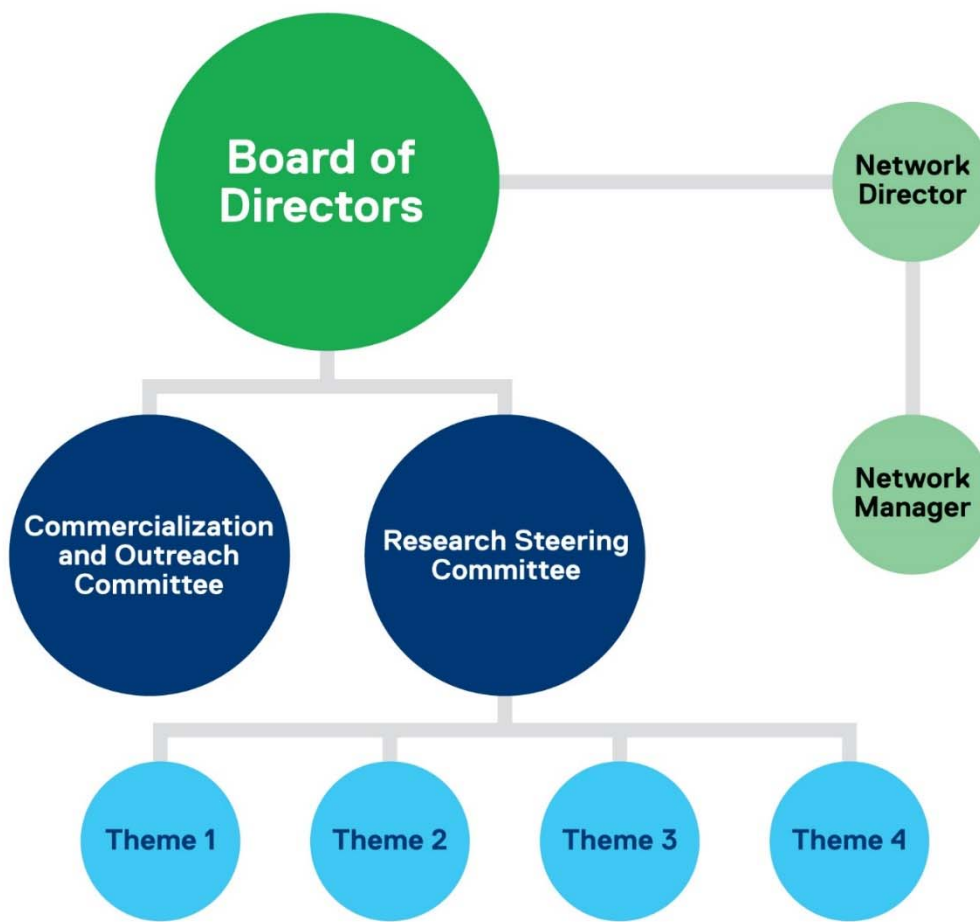 Board of
Directors
Network
Director
Network
Manager
Commercialization
and Outreach
Committee
Research Steering
Committee
Theme 1
Theme 2
Theme 3
Theme 4